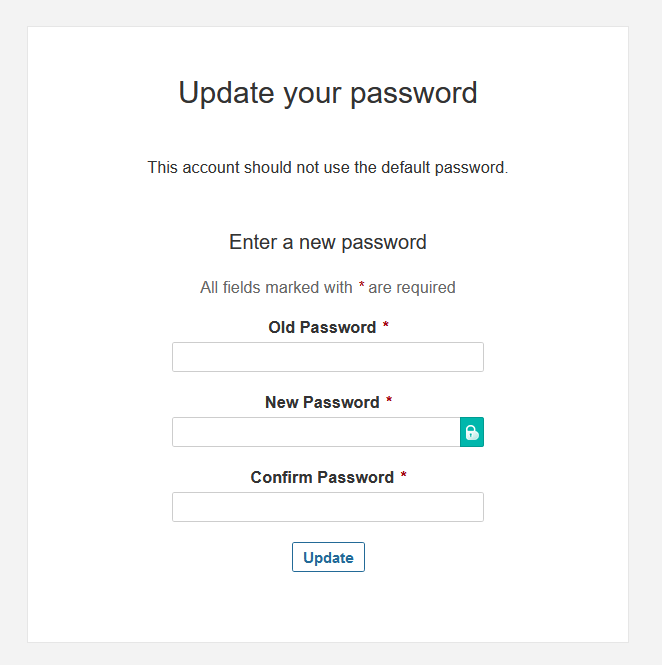 Update your password
This account should not use the default password.
Enter a new password
All fields marked with * are required
Old Password *
New Password *
Confirm Password *
Update